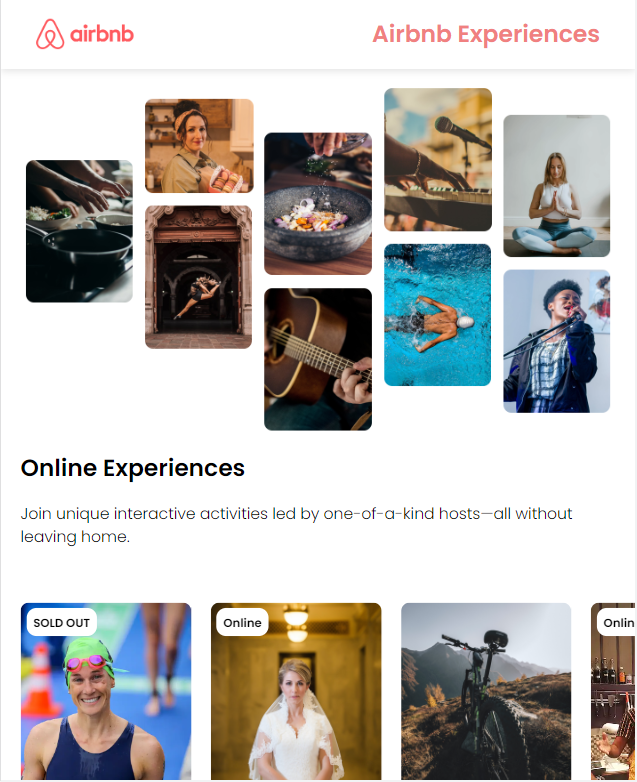 airbnb
Airbnb Experiences
Online Experiences
Join unique interactive activities led by one-of-a-kind hosts—all without
leaving home.
SOLD OUT
Online
Onlin